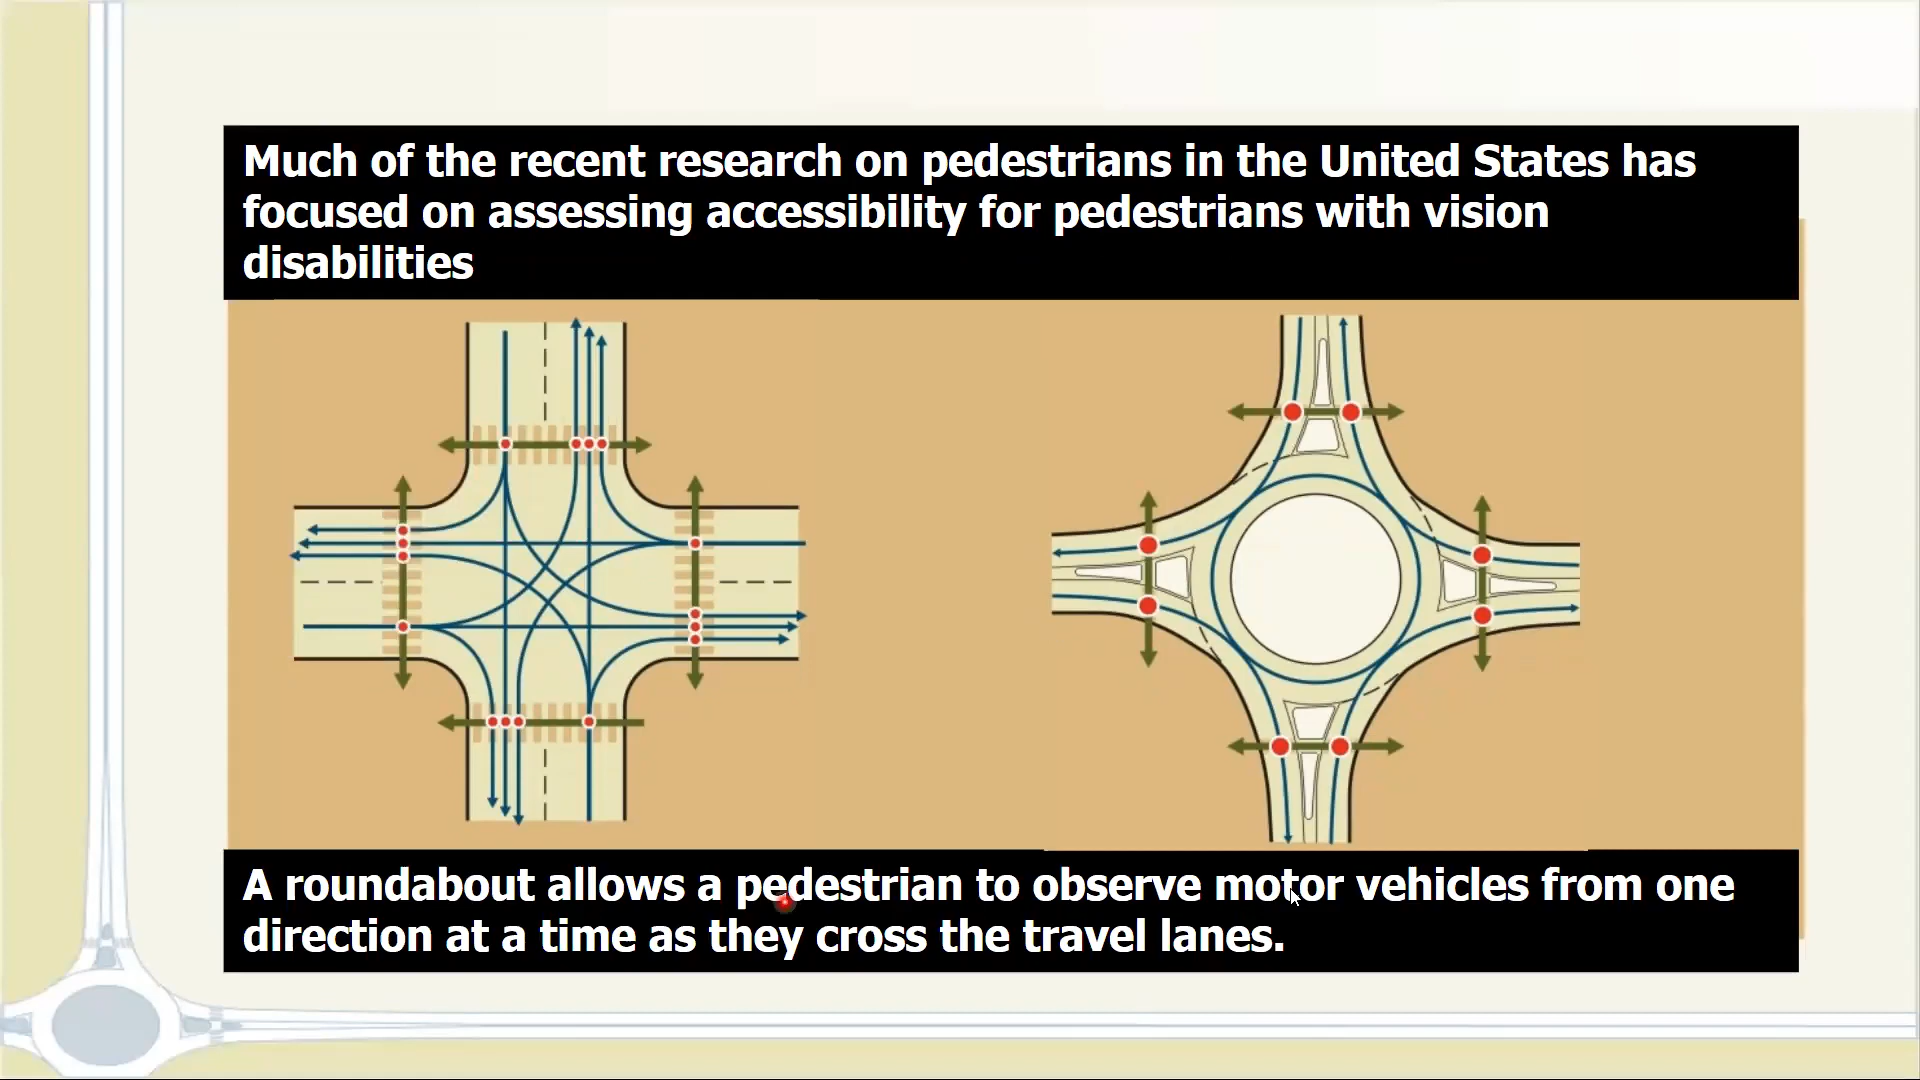 Much of the recent research on pedestrians in the United States has
focused on assessing accessibility for pedestrians with vision
disabilities
A roundabout allows a pedestrian to observe motor vehicles from one
direction at a time as they cross the travel lanes.